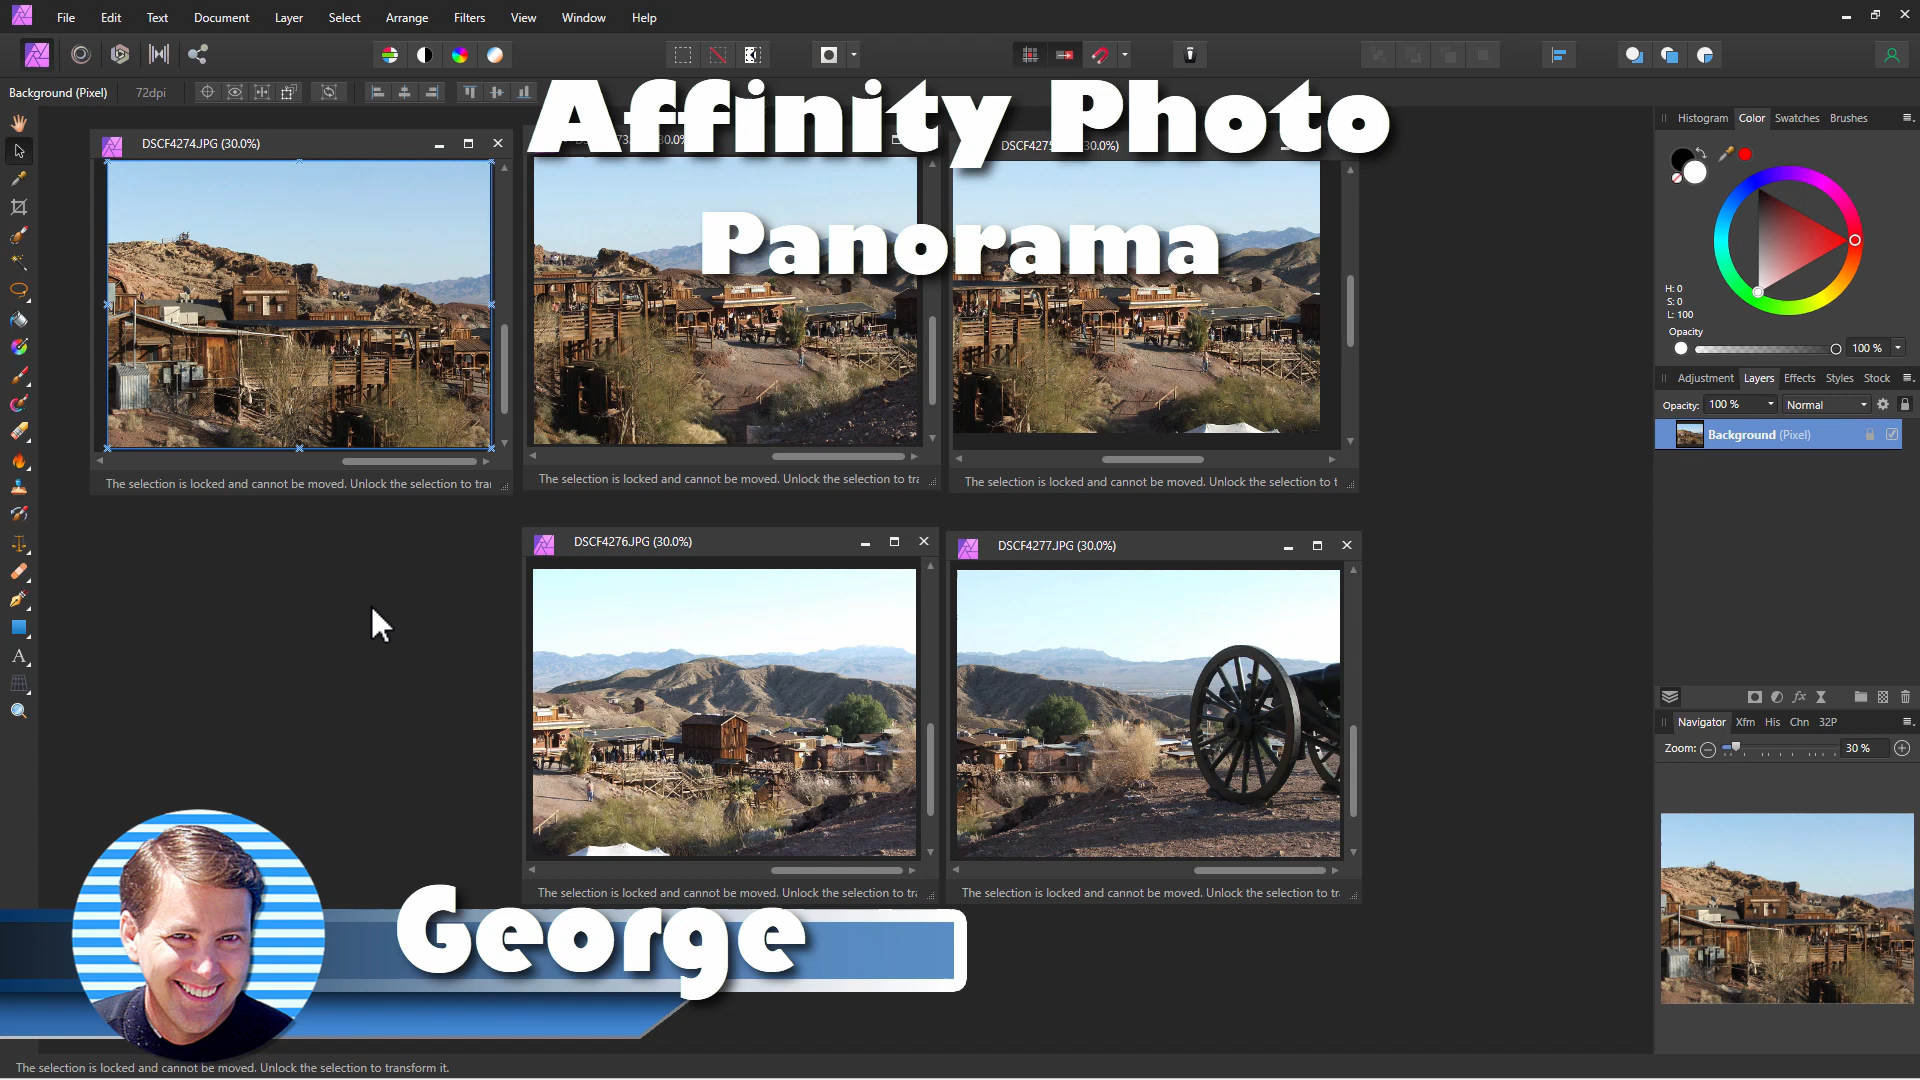 File Edit Text Document Layer Select Arrange Filters View Window Help
Background (Pixel) 72dpi
Affinity Photo
Panorama
DSCF4274.JPG (30.0%)
The selection is locked and cannot be moved. Unlock the selection to tra
The selection is locked and cannot be moved. Unlock the selection to tra
The selection is locked and cannot be moved. Unlock the selection to t
DSCF4276.JPG (30.0%)
DSCF4277.JPG (30.0%)
The selection is locked and cannot be moved. Unlock the selection to tra
The selection is locked and cannot be moved. Unlock the selection to tra
George
Histogram Color Swatches Brushes
H: 0
S: 0
L: 100
Opacity
100 %
Adjustment Layers Effects Styles Stock
Opacity: 100 % Normal
Background (Pixel)
fx
Navigator Xfm His Chn 32P
Zoom: 30 %
The selection is locked and cannot be moved. Unlock the selection to transform it.